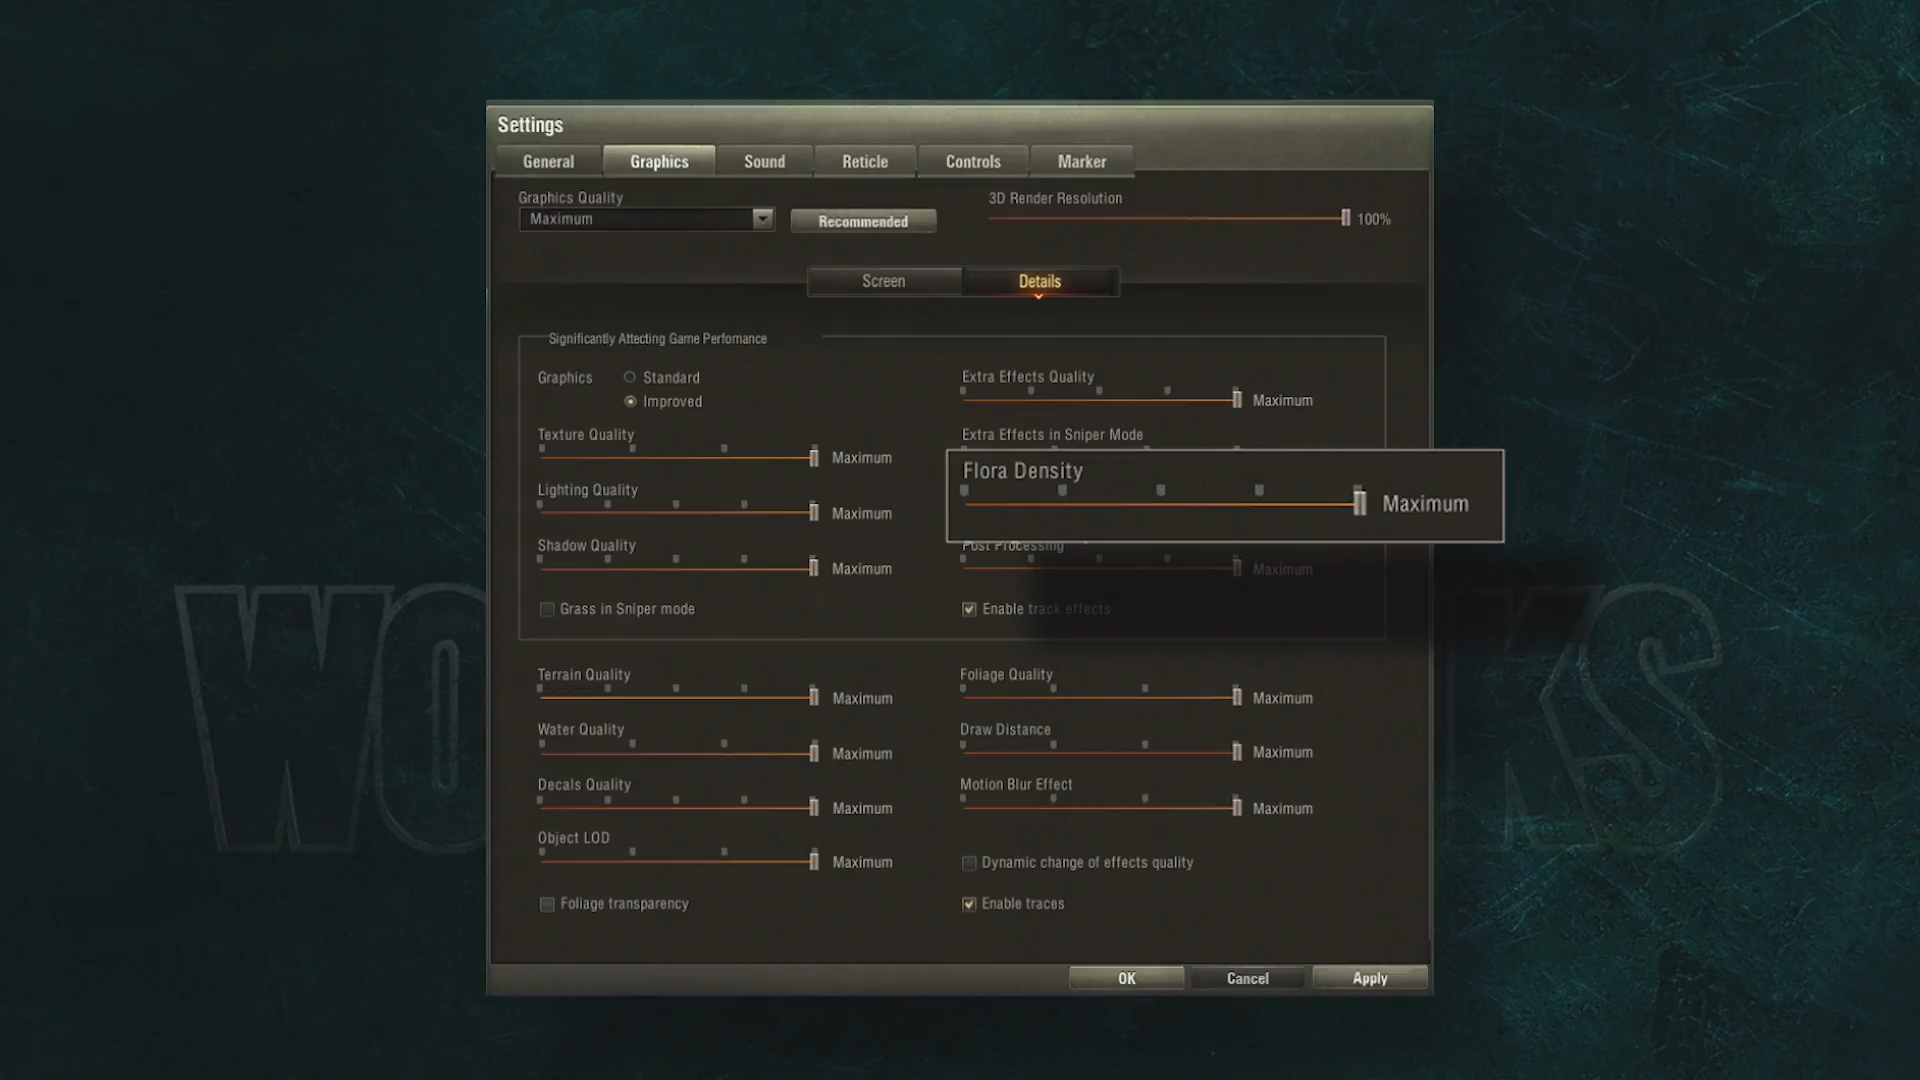 Settings
General Graphics Sound Reticle Controls Marker
Graphics Quality
Maximum
Recommended
3D Render Resolution
100%
Screen Details
Significantly Attecting Game Perfomance
Graphics
Standard
Improved
Texture Quality
Maximum
Lighting Quality
Maximum
Shadow Quality
Maximum
Grass in Sniper mode
Extra Effects Quality
Maximum
Extra Effects in Sniper Mode
Flora Density
Maximum
Post Processing
Maximum
Enable track effects
Terrain Quality
Maximum
Water Quality
Maximum
Decals Quality
Maximum
Object LOD
Maximum
Foliage transparency
Foliage Quality
Maximum
Draw Distance
Maximum
Motion Blur Effect
Maximum
Dynamic change of effects quality
Enable traces
OK Cancel Apply